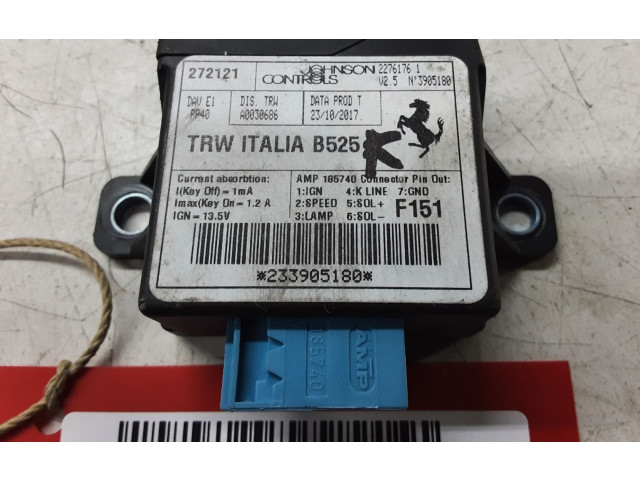 272121
JOHNSON CONTROLS
2276176 1
V2.5 N°3905180
DAV E1
PP40
DIS. TRW
A0030686
DATA PROD T
23/10/2017
TRW ITALIA B525
K
Current absorbtion:
I(Key Off) = 1mA
Imax(Key On = 1.2 A
IGN = 13.5V
AMP 185740 Connector Pin Out:
1:IGN 4:K LINE 7:GND
2:SPEED 5:SOL+
3:LAMP 6:SOL-
F151
*233905180*
185740
AMP